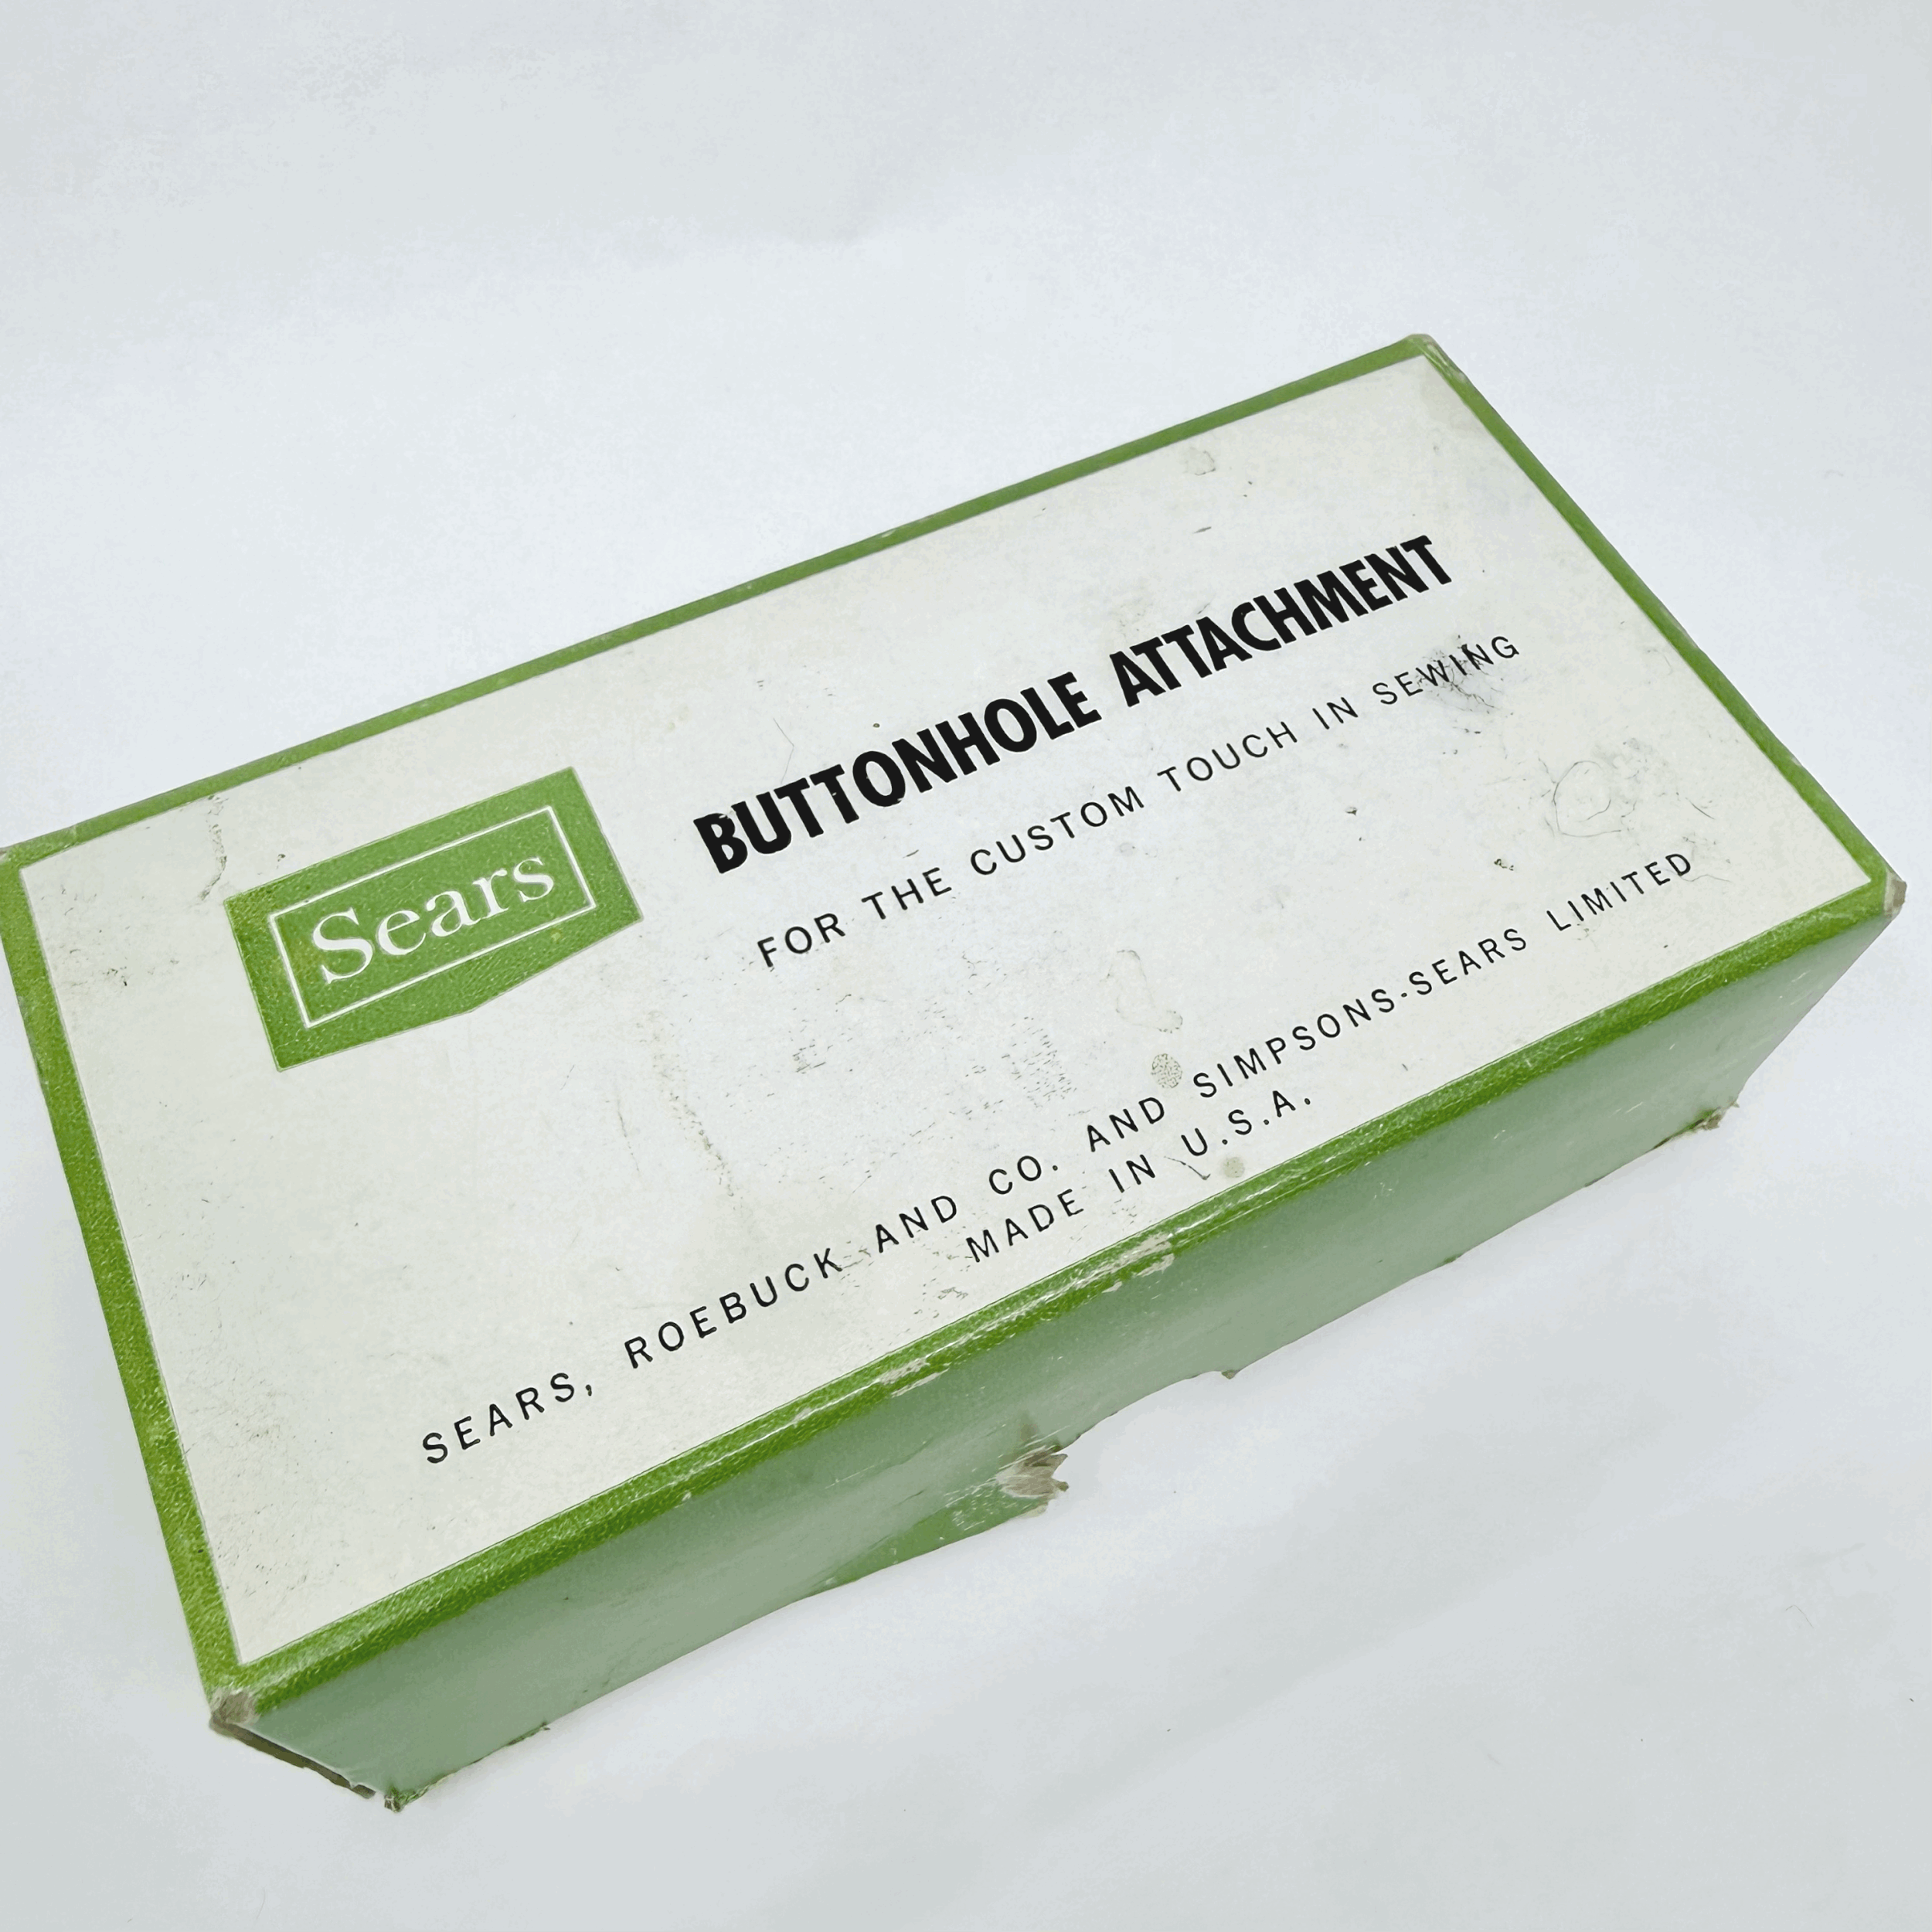 Sears
BUTTONHOLE ATTACHMENT
FOR THE CUSTOM TOUCH IN SEWING
SEARS, ROEBUCK AND CO. AND SIMPSONS-SEARS LIMITED
MADE IN U.S.A.